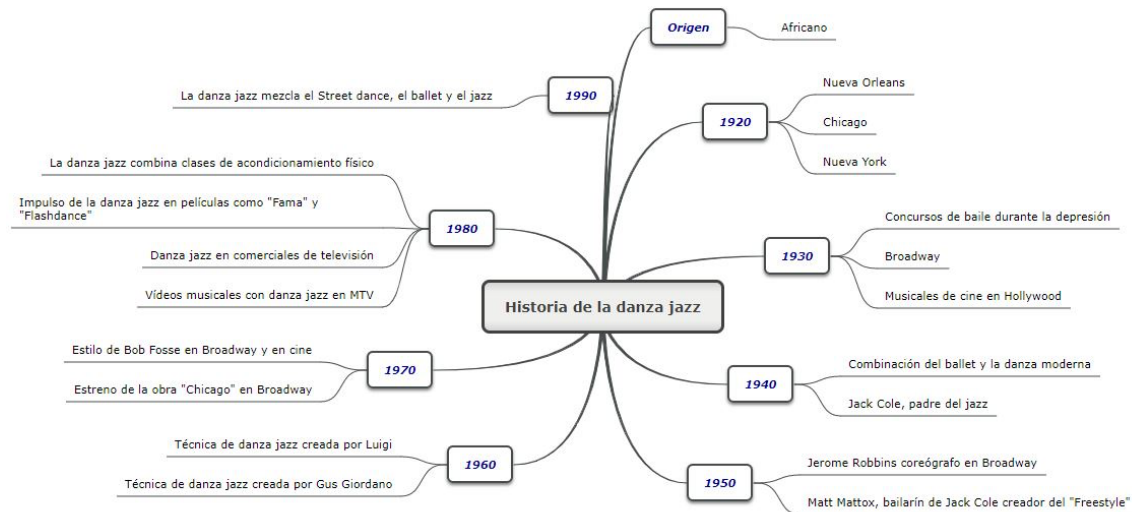 Historia de la danza jazz
Origen
Africano
1920
Nueva Orleans
Chicago
Nueva York
1930
Concursos de baile durante la depresión
Broadway
Musicales de cine en Hollywood
1940
Combinación del ballet y la danza moderna
Jack Cole, padre del jazz
1950
Jerome Robbins coreógrafo en Broadway
Matt Mattox, bailarín de Jack Cole creador del "Freestyle"
1960
Técnica de danza jazz creada por Luigi
Técnica de danza jazz creada por Gus Giordano
1970
Estilo de Bob Fosse en Broadway y en cine
Estreno de la obra "Chicago" en Broadway
1980
La danza jazz combina clases de acondicionamiento físico
Impulso de la danza jazz en películas como "Fama" y
"Flashdance"
Danza jazz en comerciales de televisión
Vídeos musicales con danza jazz en MTV
1990
La danza jazz mezcla el Street dance, el ballet y el jazz